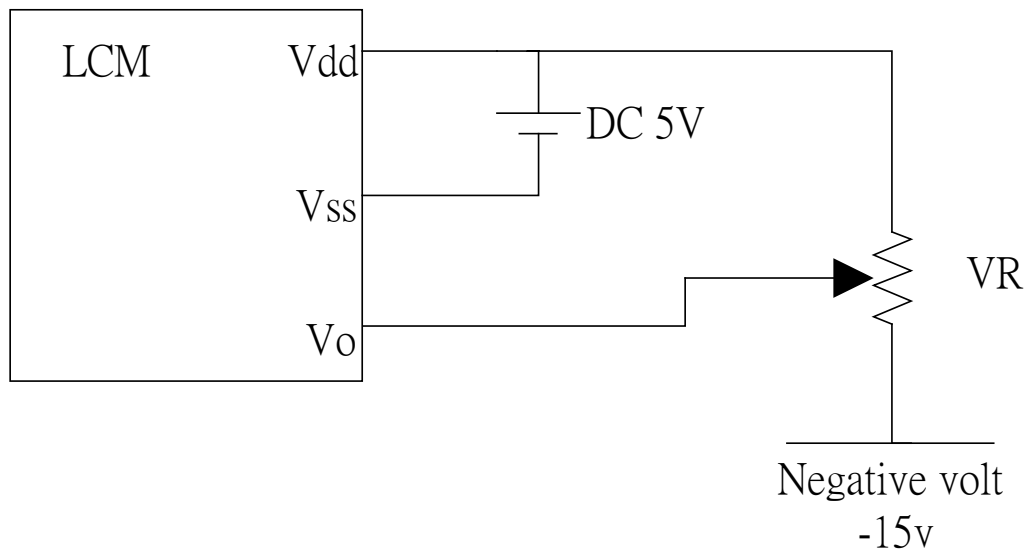 LCM
Vdd
DC 5V
Vss
VR
Vo
Negative volt
-15v